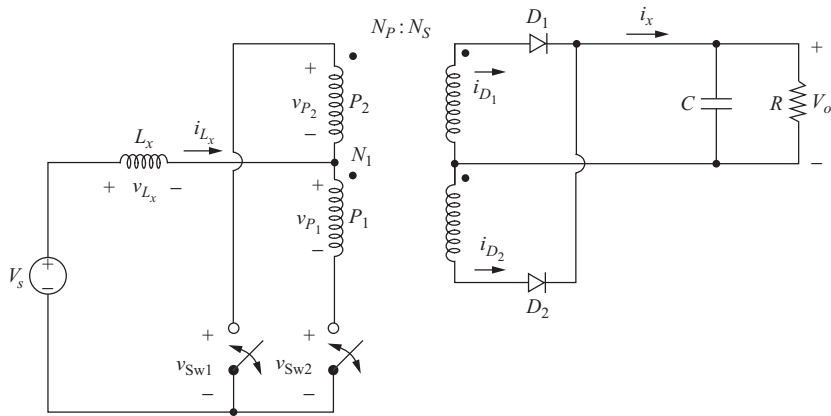 N_P : N_S
D_1
i_x
+
v_{P_2}
−
P_2
i_{D_1}
C
R
V_o
+
−
L_x
i_{L_x}
N_1
+ v_{L_x} −
+
v_{P_1}
−
P_1
i_{D_2}
D_2
V_s
+
−
+
v_{Sw1}
−
+
v_{Sw2}
−